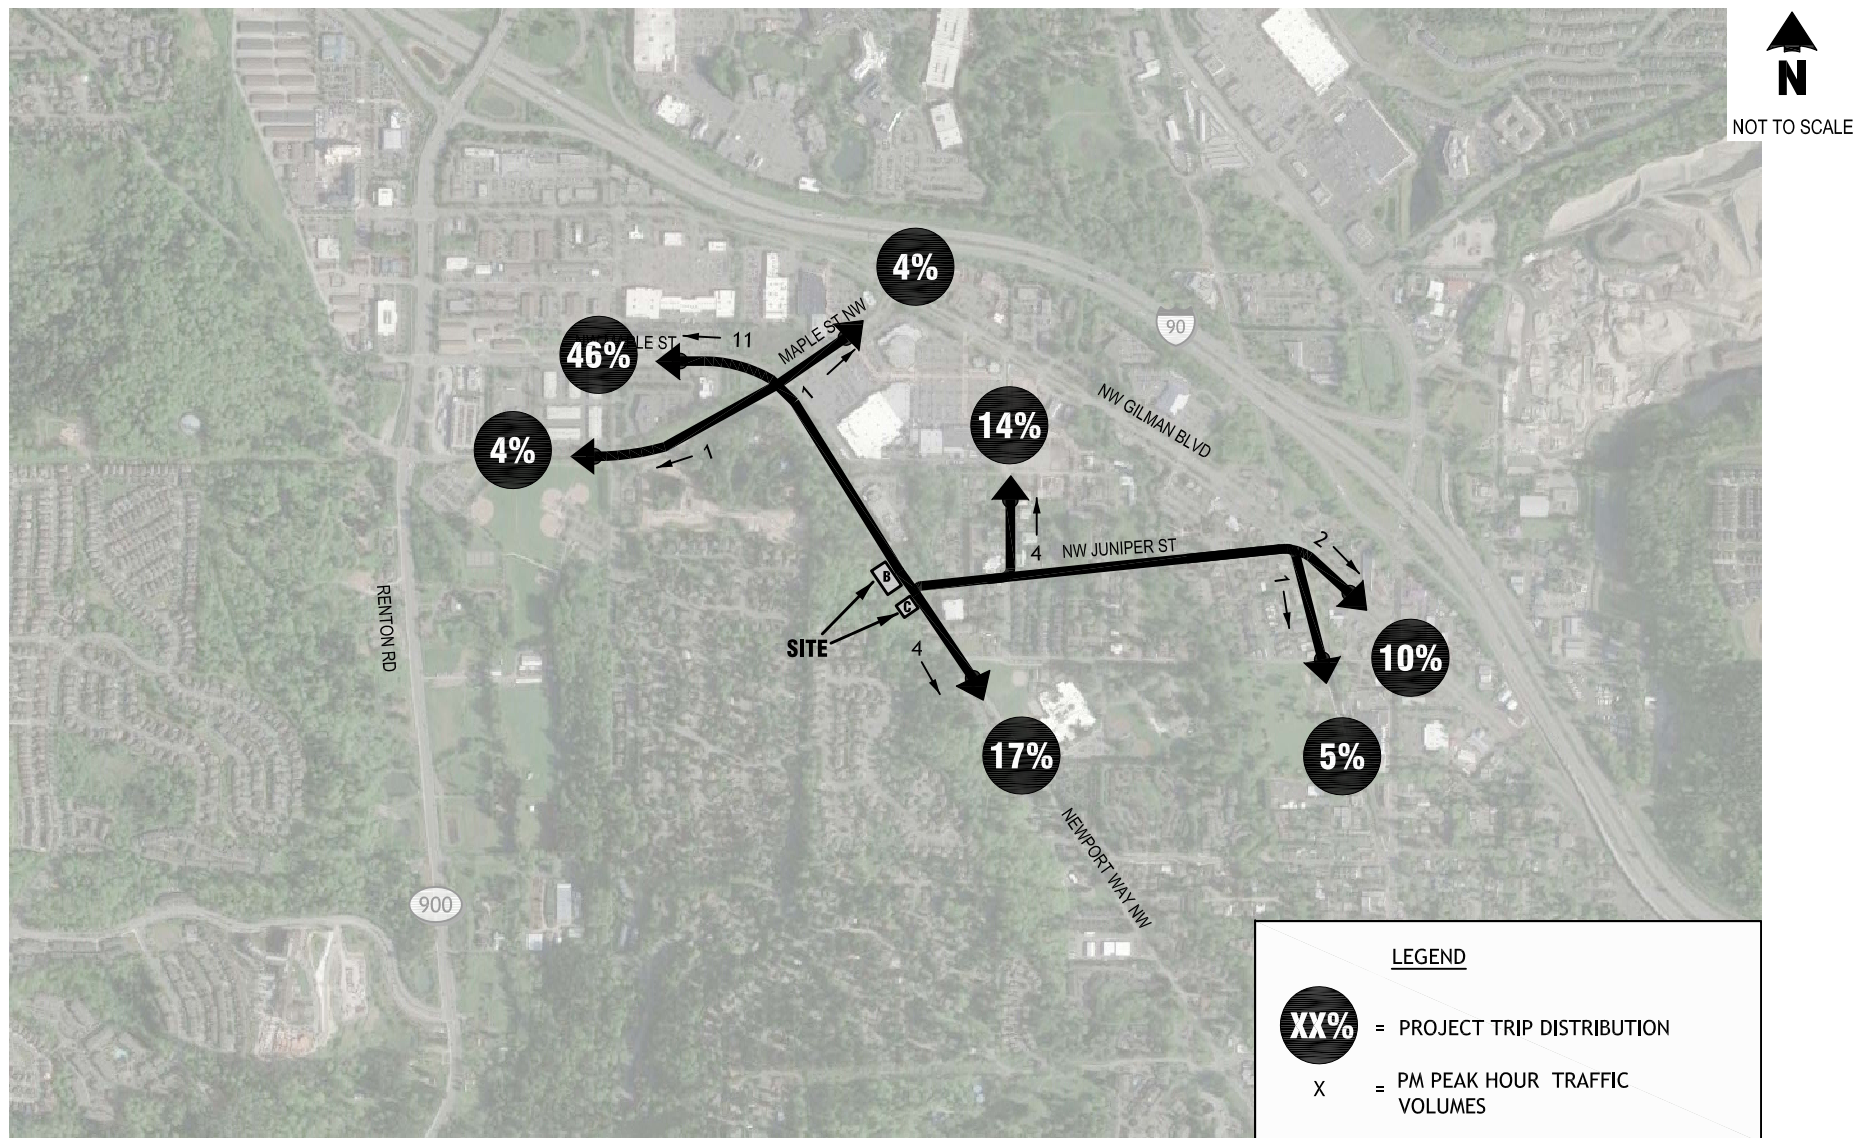 N
NOT TO SCALE
4%
MAPLE ST NW
90
46%
LE ST
11
1
4%
1
14%
NW GILMAN BLVD
4
NW JUNIPER ST
2
1
B
C
SITE
4
RENTON RD
10%
17%
5%
NEWPORT WAY NW
900
LEGEND
XX% = PROJECT TRIP DISTRIBUTION
X = PM PEAK HOUR TRAFFIC
VOLUMES